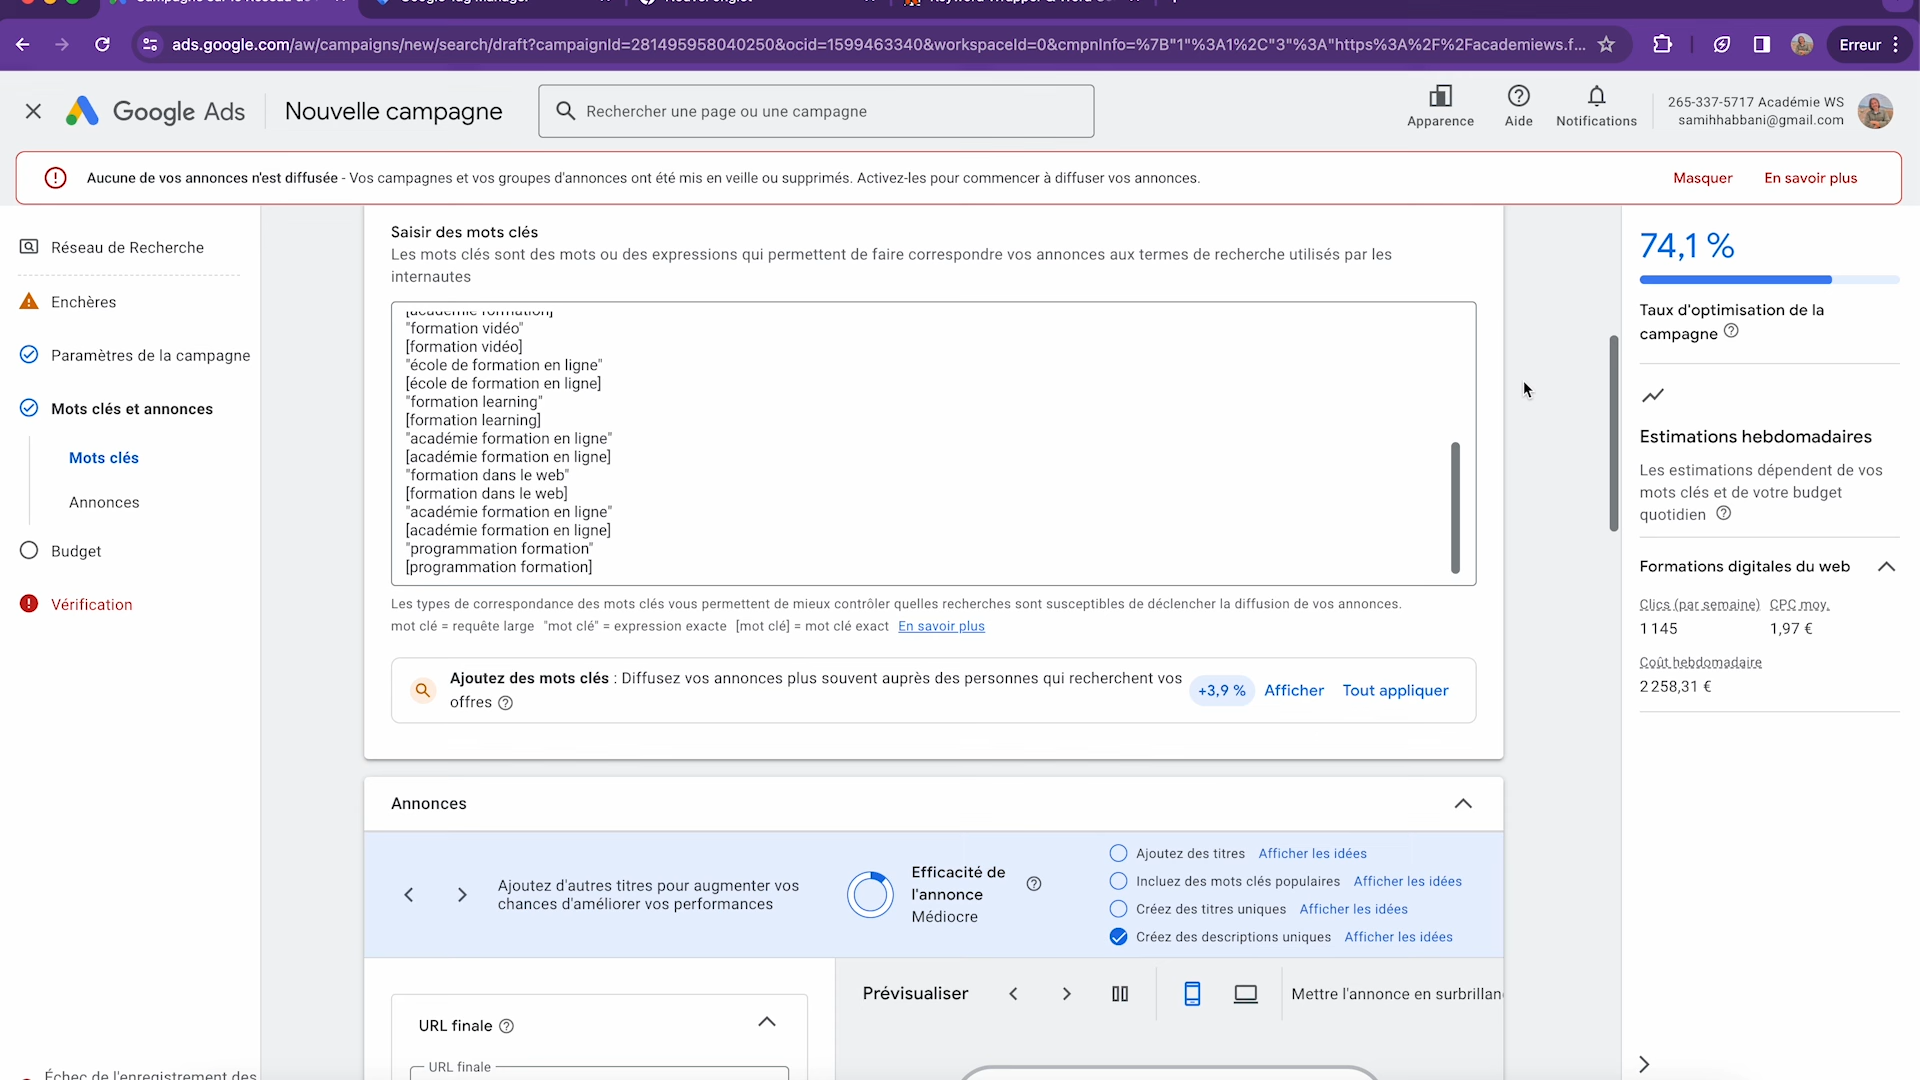 Google Tag Manager
Nouvel onglet
ads.google.com/aw/campaigns/new/search/draft?campaignId=281495958040250&ocid=1599463340&workspaceId=0&cmpnInfo=%7B"1"%3A1%2C"3"%3A"https%3A%2F%2Facademiews.f...
Erreur
Google Ads
Nouvelle campagne
Rechercher une page ou une campagne
Apparence
Aide
Notifications
265-337-5717 Académie WS
samihhabbani@gmail.com
Aucune de vos annonces n'est diffusée - Vos campagnes et vos groupes d'annonces ont été mis en veille ou supprimés. Activez-les pour commencer à diffuser vos annonces.
Masquer
En savoir plus
Réseau de Recherche
Enchères
Paramètres de la campagne
Mots clés et annonces
Mots clés
Annonces
Budget
Vérification
Échec de l'enregistrement des
Saisir des mots clés
Les mots clés sont des mots ou des expressions qui permettent de faire correspondre vos annonces aux termes de recherche utilisés par les
internautes
[académie formation]
"formation vidéo"
[formation vidéo]
"école de formation en ligne"
[école de formation en ligne]
"formation learning"
[formation learning]
"académie formation en ligne"
[académie formation en ligne]
"formation dans le web"
[formation dans le web]
"académie formation en ligne"
[académie formation en ligne]
"programmation formation"
[programmation formation]
Les types de correspondance des mots clés vous permettent de mieux contrôler quelles recherches sont susceptibles de déclencher la diffusion de vos annonces.
mot clé = requête large "mot clé" = expression exacte [mot clé] = mot clé exact En savoir plus
Ajoutez des mots clés : Diffusez vos annonces plus souvent auprès des personnes qui recherchent vos
offres
+3,9 %
Afficher
Tout appliquer
Annonces
Ajoutez d'autres titres pour augmenter vos
chances d'améliorer vos performances
Efficacité de
l'annonce
Médiocre
Ajoutez des titres Afficher les idées
Incluez des mots clés populaires Afficher les idées
Créez des titres uniques Afficher les idées
Créez des descriptions uniques Afficher les idées
URL finale
URL finale
Prévisualiser
Mettre l'annonce en surbrillan
74,1 %
Taux d'optimisation de la
campagne
Estimations hebdomadaires
Les estimations dépendent de vos
mots clés et de votre budget
quotidien
Formations digitales du web
Clics (par semaine) CPC moy.
1 145 1,97 €
Coût hebdomadaire
2 258,31 €